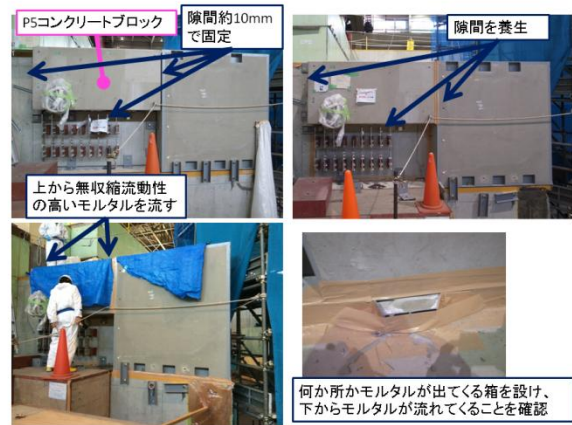 P5コンクリートブロック
隙間約10mm
で固定
隙間を養生
上から無収縮流動性
の高いモルタルを流す
何か所かモルタルが出てくる箱を設け、
下からモルタルが流れてくることを確認